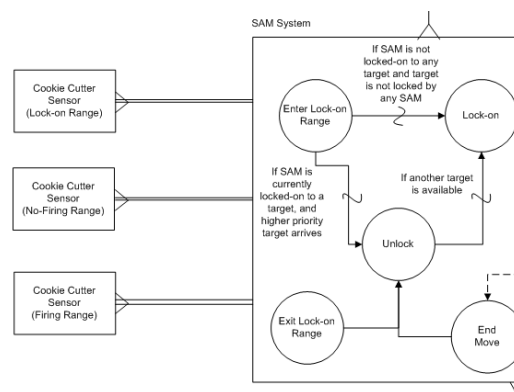 SAM System
Cookie Cutter
Sensor
(Lock-on Range)
Cookie Cutter
Sensor
(No-Firing Range)
Cookie Cutter
Sensor
(Firing Range)
Enter Lock-on
Range
If SAM is not
locked-on to any
target and target
is not locked by
any SAM
Lock-on
If SAM is
currently
locked-on to a
target, and
higher priority
target arrives
If another target
is available
Unlock
Exit Lock-on
Range
End
Move